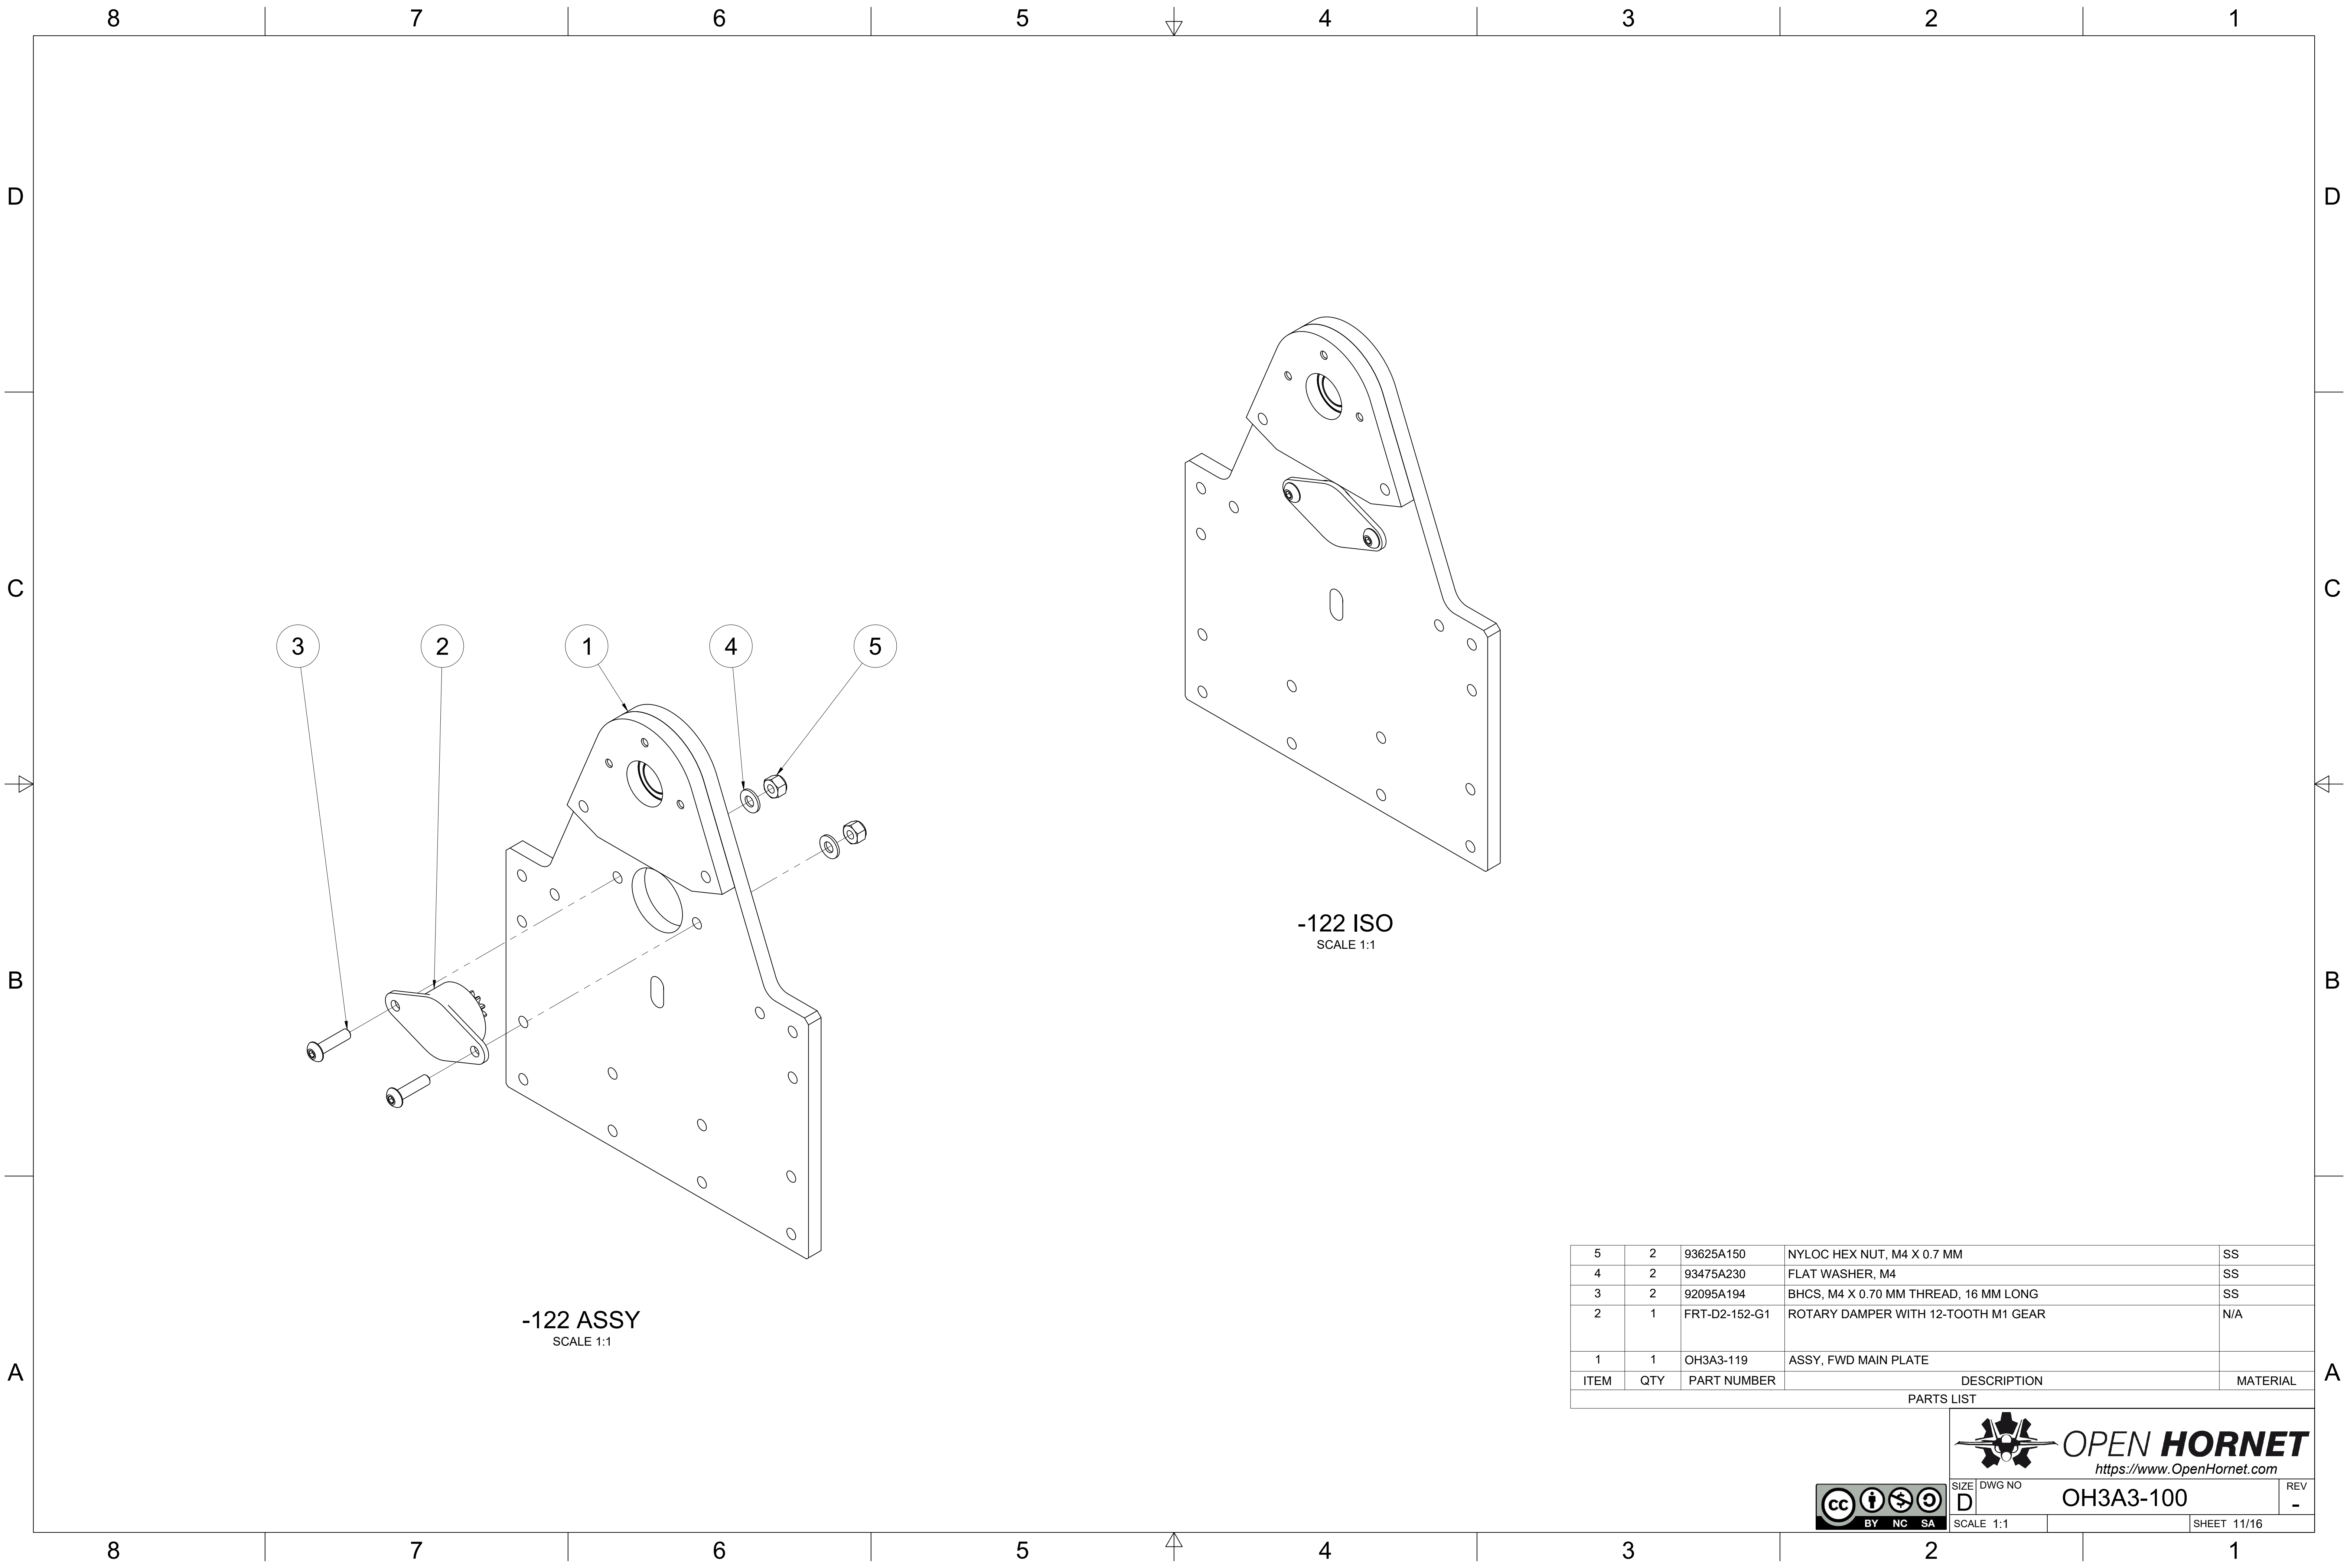 8 7 6 5 4 3 2 1
D D
C C
3 2 1 4 5
-122 ISO
SCALE 1:1
B B
-122 ASSY
SCALE 1:1
5 2 93625A150 NYLOC HEX NUT, M4 X 0.7 MM SS
4 2 93475A230 FLAT WASHER, M4 SS
3 2 92095A194 BHCS, M4 X 0.70 MM THREAD, 16 MM LONG SS
2 1 FRT-D2-152-G1 ROTARY DAMPER WITH 12-TOOTH M1 GEAR N/A
1 1 OH3A3-119 ASSY, FWD MAIN PLATE
A A
ITEM QTY PART NUMBER DESCRIPTION MATERIAL
PARTS LIST
OPEN HORNET
https://www.OpenHornet.com
SIZE DWG NO REV
D OH3A3-100 -
cc
BY NC SA
SCALE 1:1 SHEET 11/16
8 7 6 5 4 3 2 1